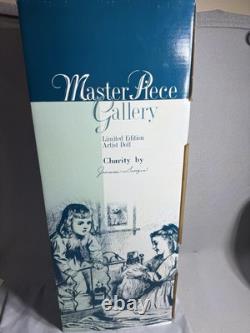 Master Piece
Gallery
Limited Edition
Artist Doll
Charity by